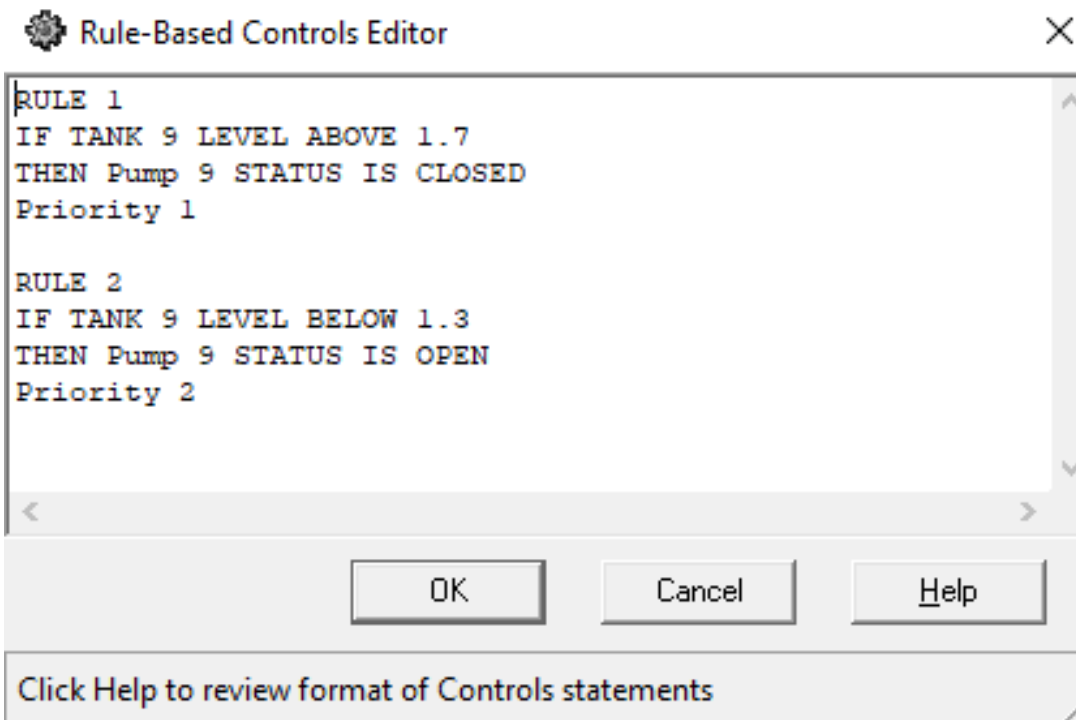 Rule-Based Controls Editor
RULE 1
IF TANK 9 LEVEL ABOVE 1.7
THEN Pump 9 STATUS IS CLOSED
Priority 1
RULE 2
IF TANK 9 LEVEL BELOW 1.3
THEN Pump 9 STATUS IS OPEN
Priority 2
OK Cancel Help
Click Help to review format of Controls statements